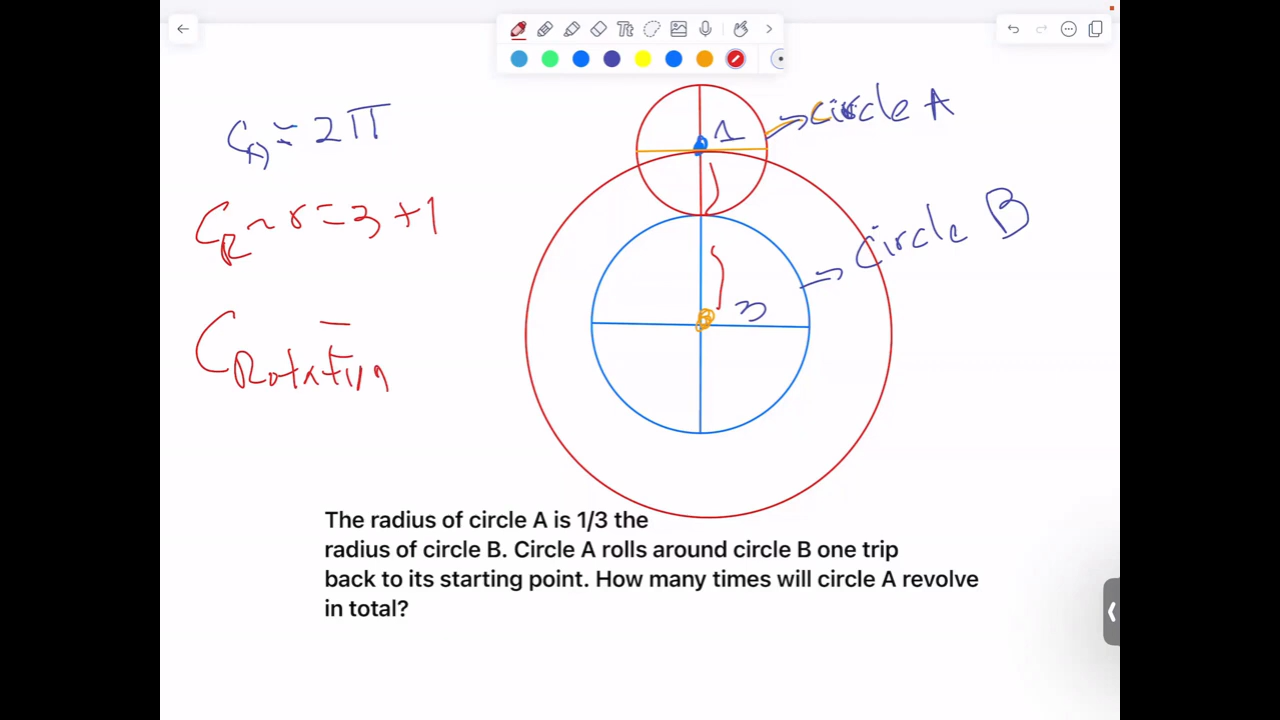 C_A = 2π
1
Circle A
C_R ~ r = 3 + 1
Circle B
3
C_Rotating =
The radius of circle A is 1/3 the
radius of circle B. Circle A rolls around circle B one trip
back to its starting point. How many times will circle A revolve
in total?